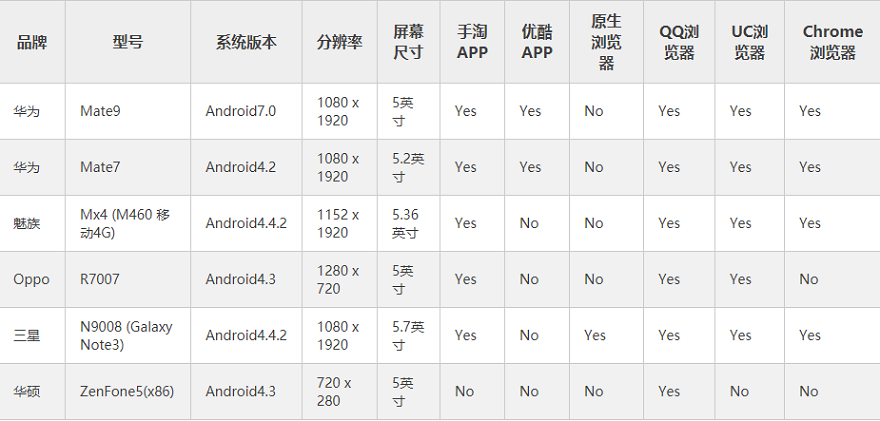 品牌 型号 系统版本 分辨率 屏幕尺寸 手淘APP 优酷APP 原生浏览器 QQ浏览器 UC浏览器 Chrome浏览器
华为 Mate9 Android7.0 1080 x 1920 5英寸 Yes Yes No Yes Yes Yes
华为 Mate7 Android4.2 1080 x 1920 5.2英寸 Yes Yes No Yes Yes Yes
魅族 Mx4 (M460 移动4G) Android4.4.2 1152 x 1920 5.36英寸 Yes No No Yes Yes Yes
Oppo R7007 Android4.3 1280 x 720 5英寸 Yes No No Yes Yes No
三星 N9008 (Galaxy Note3) Android4.4.2 1080 x 1920 5.7英寸 Yes No Yes Yes Yes Yes
华硕 ZenFone5(x86) Android4.3 720 x 280 5英寸 No No No Yes No No